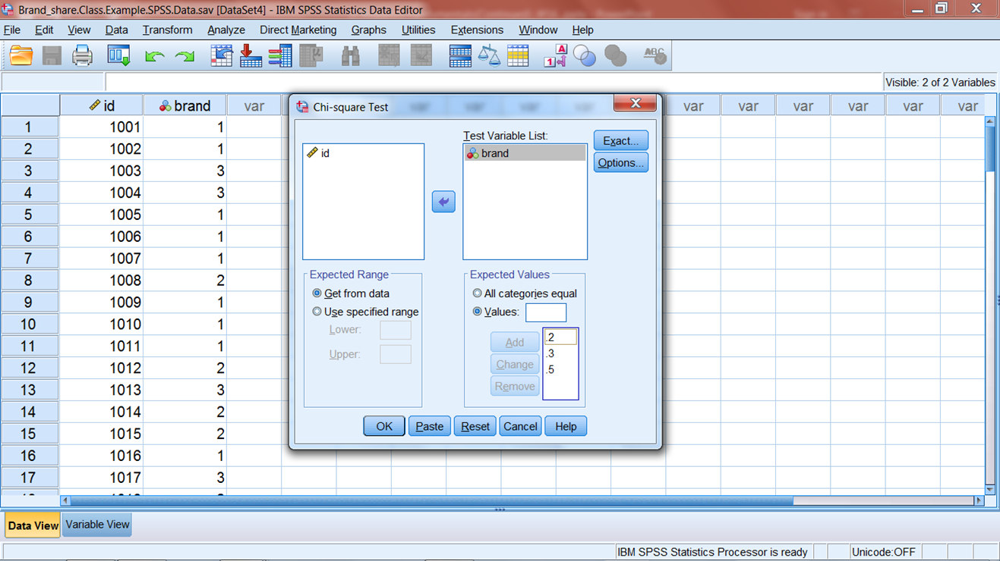 Brand_share.Class.Example.SPSS.Data.sav [DataSet4] - IBM SPSS Statistics Data Editor
File Edit View Data Transform Analyze Direct Marketing Graphs Utilities Extensions Window Help
Visible: 2 of 2 Variables
id brand var var var var var var var
Chi-square Test
1 1001 1
2 1002 1
3 1003 3
4 1004 3
5 1005 1
6 1006 1
7 1007 1
8 1008 2
9 1009 1
10 1010 1
11 1011 1
12 1012 2
13 1013 3
14 1014 2
15 1015 2
16 1016 1
17 1017 3
Test Variable List:
id
brand
Exact...
Options...
Expected Range
Get from data
Use specified range
Lower:
Upper:
Expected Values
All categories equal
Values:
Add
Change
Remove
.2
.3
.5
OK Paste Reset Cancel Help
Data View Variable View
IBM SPSS Statistics Processor is ready Unicode:OFF